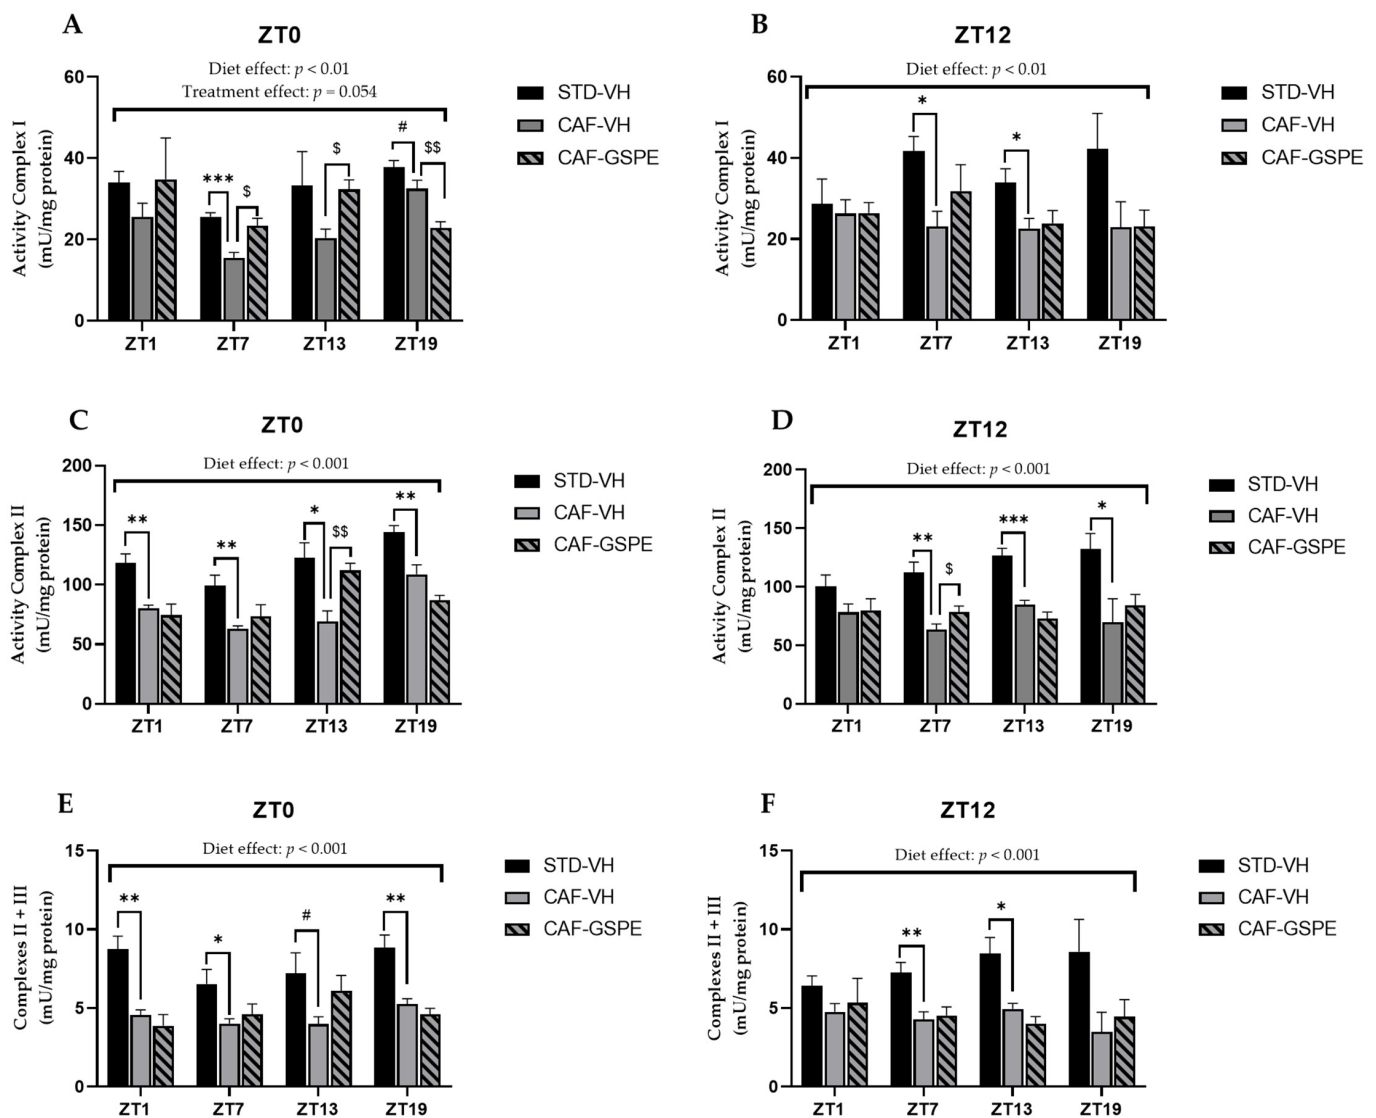 A
ZT0
Diet effect: p < 0.01
Treatment effect: p = 0.054
Activity Complex I
(mU/mg protein)
60
40
20
0
***
$
$
#
$$
ZT1
ZT7
ZT13
ZT19
STD-VH
CAF-VH
CAF-GSPE
B
ZT12
Diet effect: p < 0.01
Activity Complex I
(mU/mg protein)
60
40
20
0
*
*
ZT1
ZT7
ZT13
ZT19
STD-VH
CAF-VH
CAF-GSPE
C
ZT0
Diet effect: p < 0.001
Activity Complex II
(mU/mg protein)
200
150
100
50
0
**
**
*
$$
**
ZT1
ZT7
ZT13
ZT19
STD-VH
CAF-VH
CAF-GSPE
D
ZT12
Diet effect: p < 0.001
Activity Complex II
(mU/mg protein)
200
150
100
50
0
**
$
***
*
ZT1
ZT7
ZT13
ZT19
STD-VH
CAF-VH
CAF-GSPE
E
ZT0
Diet effect: p < 0.001
Complexes II + III
(mU/mg protein)
15
10
5
0
**
*
#
**
ZT1
ZT7
ZT13
ZT19
STD-VH
CAF-VH
CAF-GSPE
F
ZT12
Diet effect: p < 0.001
Complexes II + III
(mU/mg protein)
15
10
5
0
**
*
ZT1
ZT7
ZT13
ZT19
STD-VH
CAF-VH
CAF-GSPE